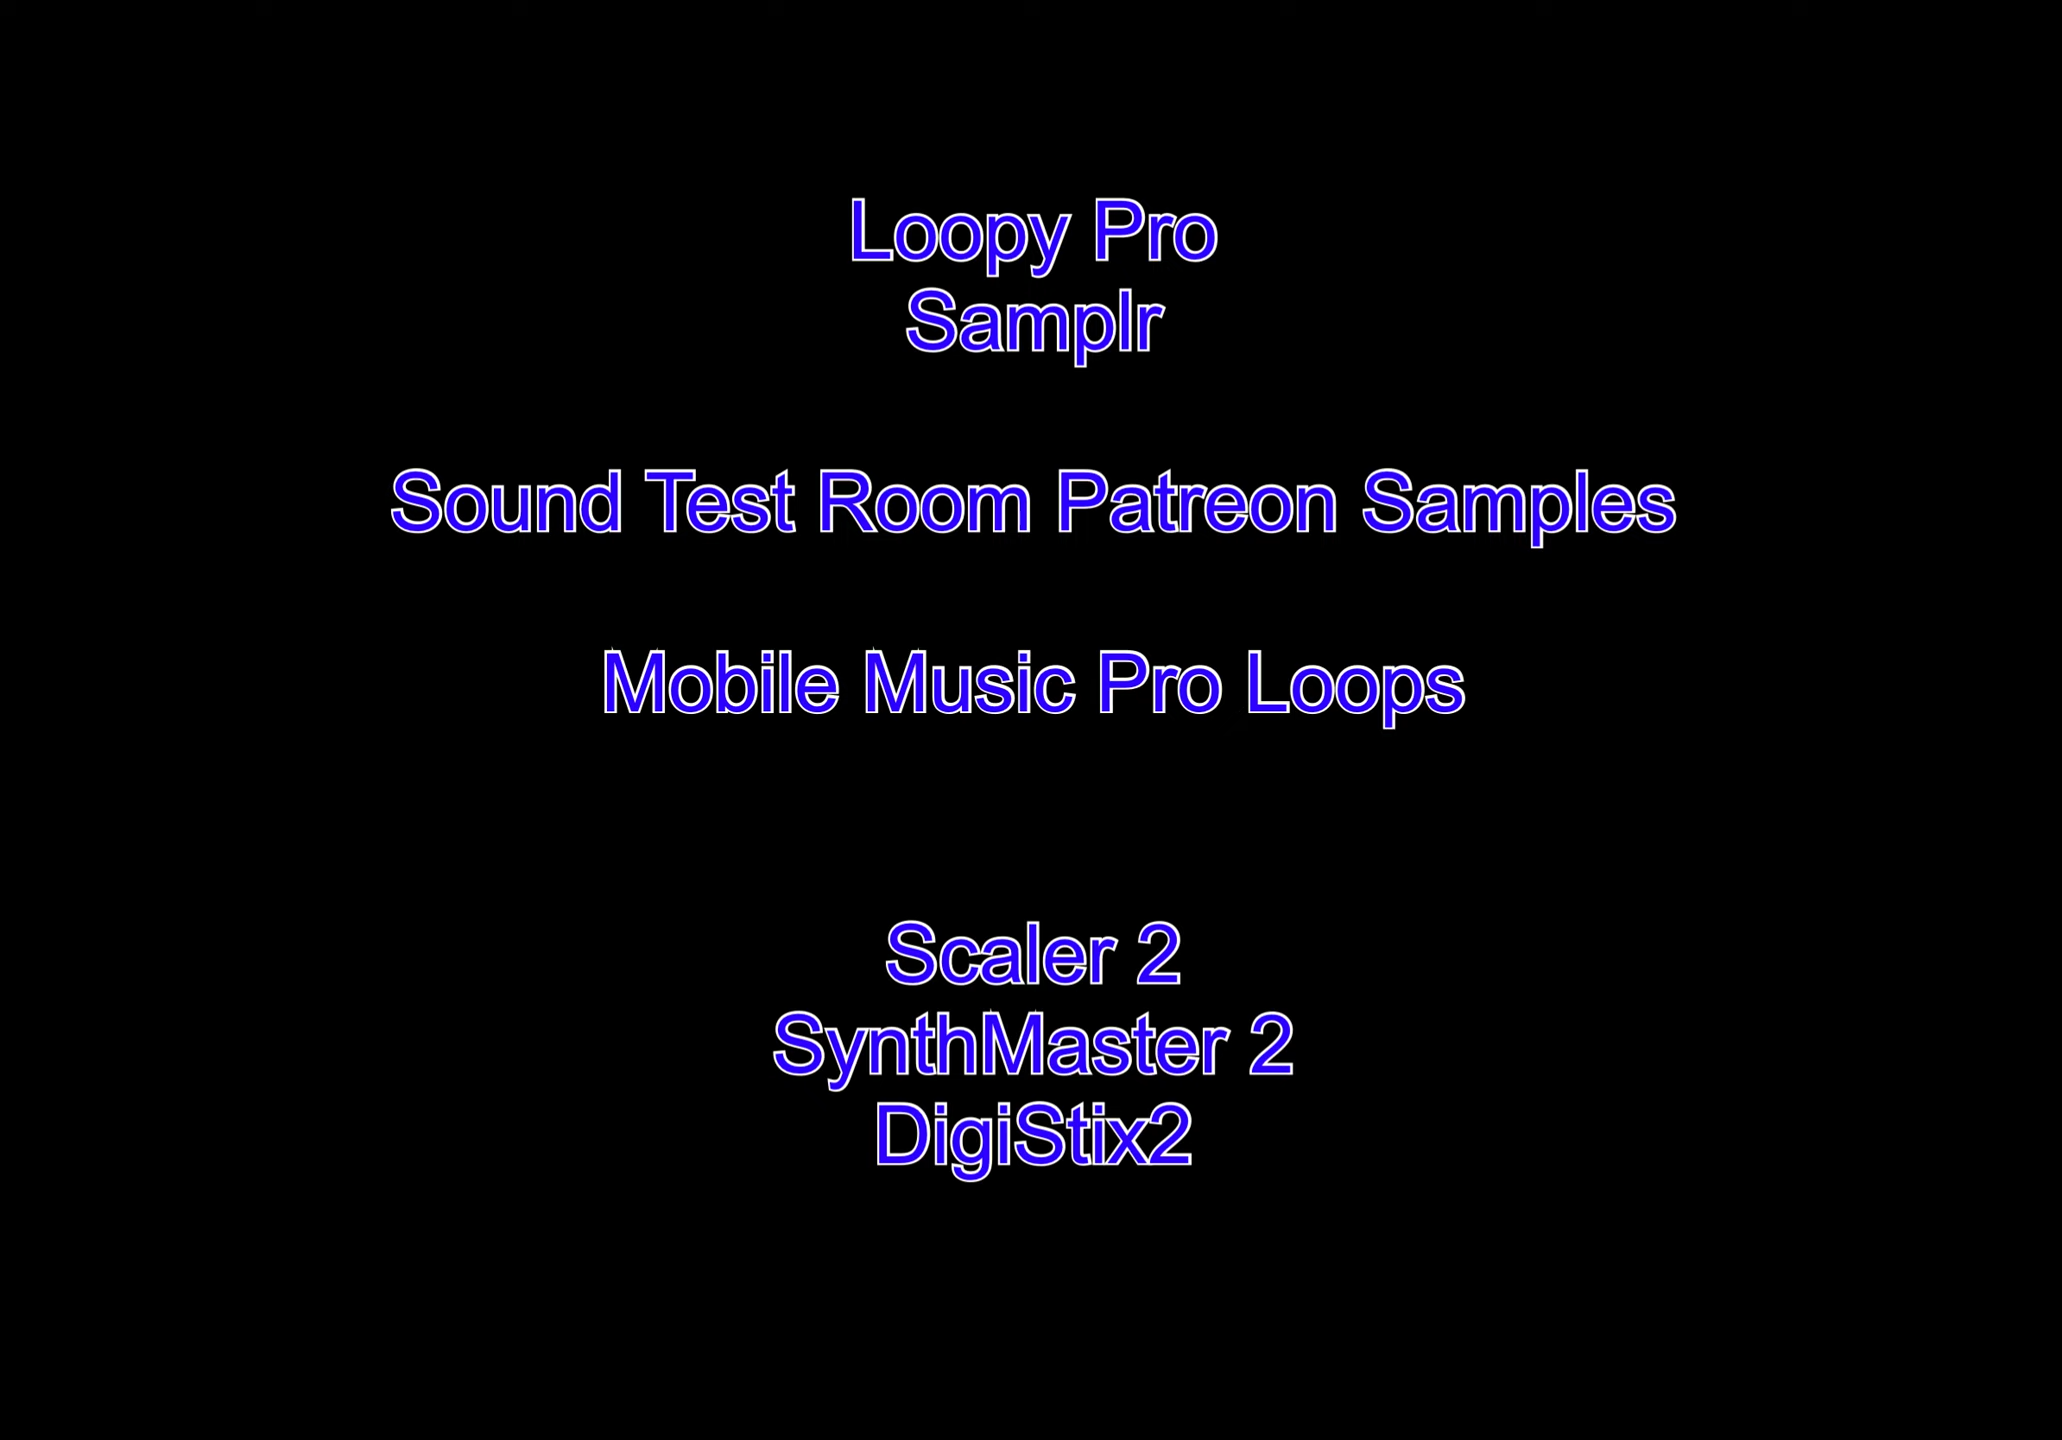 Loopy Pro
Samplr
Sound Test Room Patreon Samples
Mobile Music Pro Loops
Scaler 2
SynthMaster 2
DigiStix2